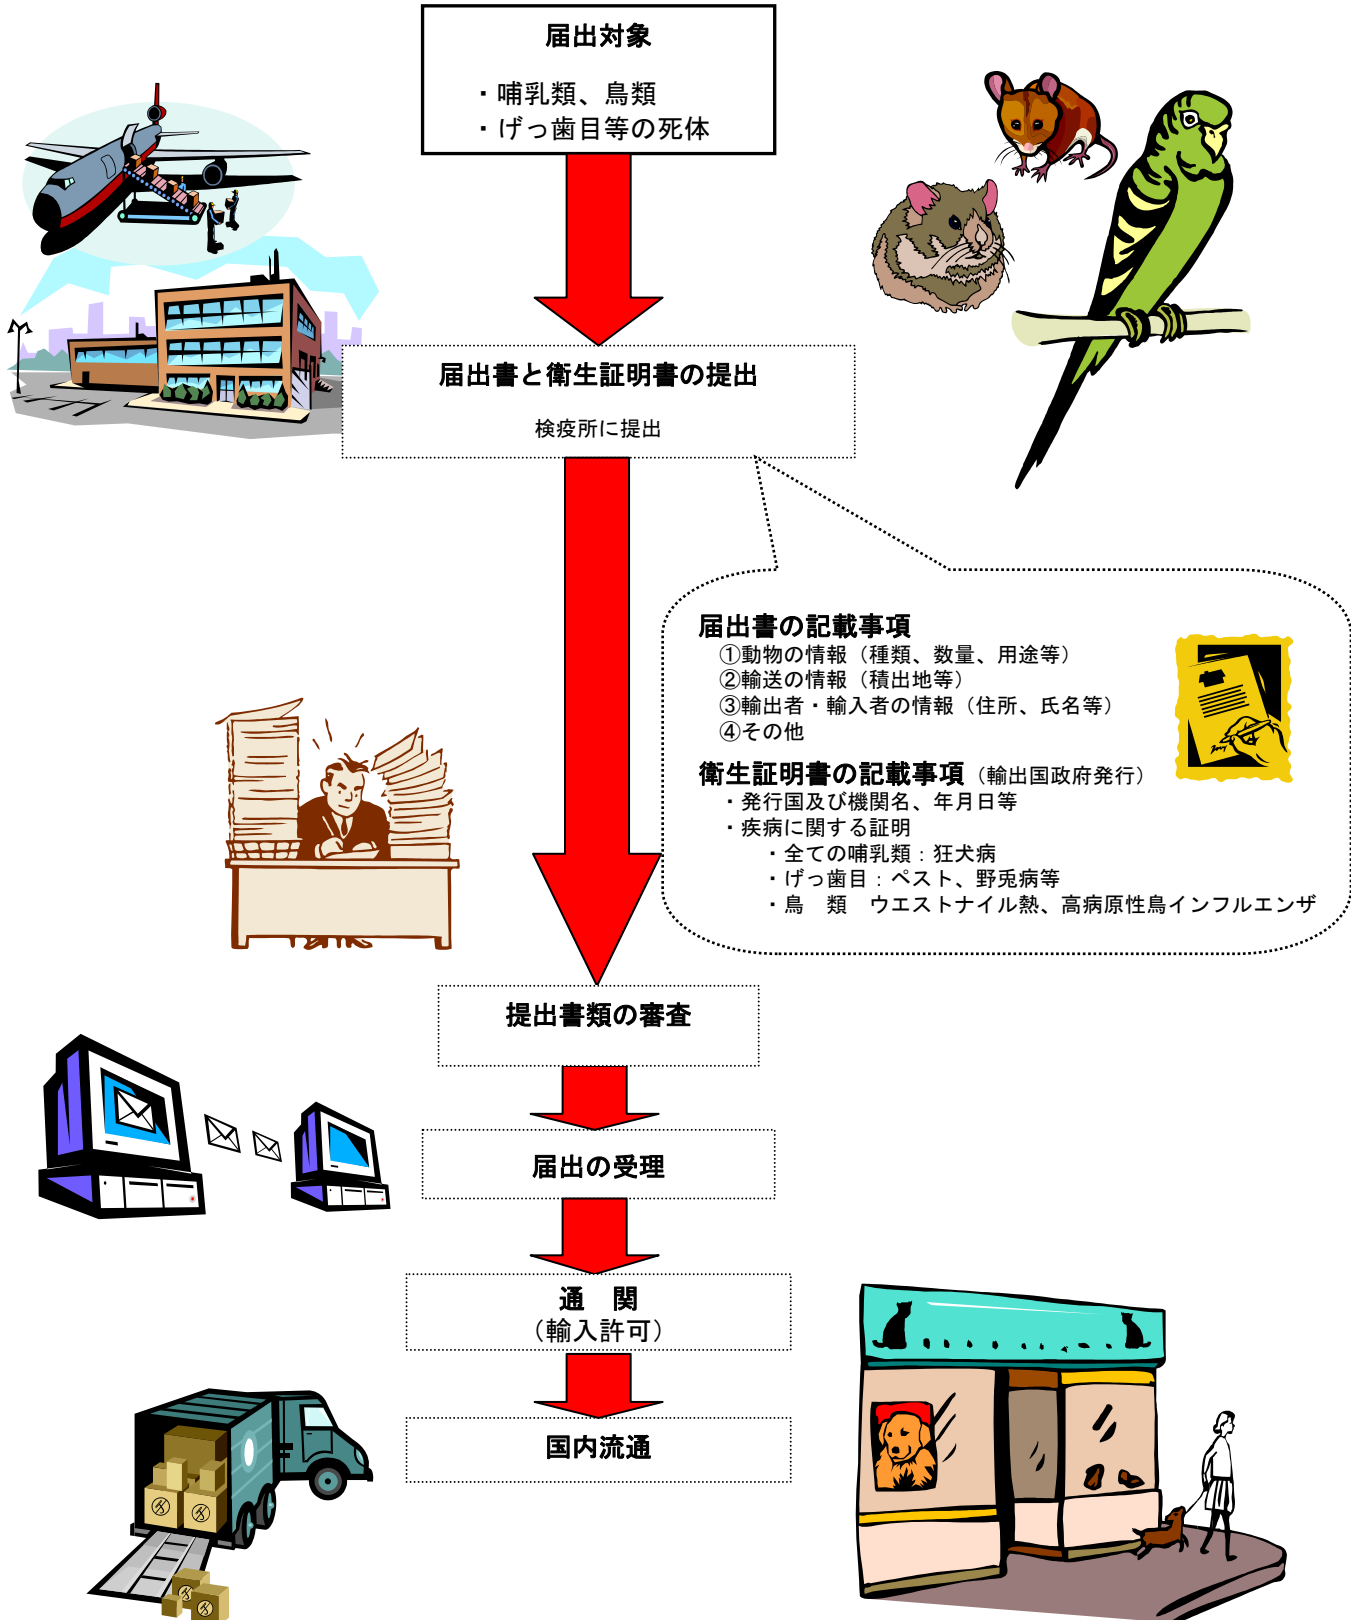 届出対象
・哺乳類、鳥類
・げっ歯目等の死体
届出書と衛生証明書の提出
検疫所に提出
届出書の記載事項
①動物の情報（種類、数量、用途等）
②輸送の情報（積出地等）
③輸出者・輸入者の情報（住所、氏名等）
④その他
衛生証明書の記載事項（輸出国政府発行）
・発行国及び機関名、年月日等
・疾病に関する証明
・全ての哺乳類：狂犬病
・げっ歯目：ペスト、野兎病等
・鳥　類　ウエストナイル熱、高病原性鳥インフルエンザ
提出書類の審査
届出の受理
通　関
（輸入許可）
国内流通